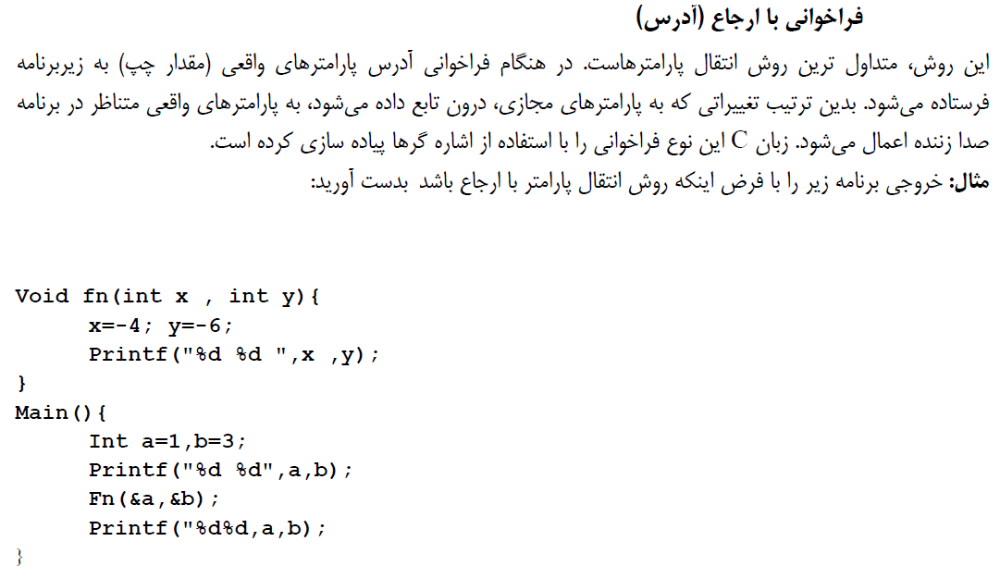 فراخوانی با ارجاع (آدرس)
این روش، متداول ترین روش انتقال پارامترهاست. در هنگام فراخوانی آدرس پارامترهای واقعی (مقدار چپ) به زیربرنامه
فرستاده می‌شود. بدین ترتیب تغییراتی که به پارامترهای مجازی، درون تابع داده می‌شود، به پارامترهای واقعی متناظر در برنامه
صدا زننده اعمال می‌شود. زبان C این نوع فراخوانی را با استفاده از اشاره گرها پیاده سازی کرده است.
مثال: خروجی برنامه زیر را با فرض اینکه روش انتقال پارامتر با ارجاع باشد بدست آورید:
Void fn(int x , int y){
x=-4; y=-6;
Printf("%d %d ",x ,y);
}
Main(){
Int a=1,b=3;
Printf("%d %d",a,b);
Fn(&a,&b);
Printf("%d%d,a,b);
}